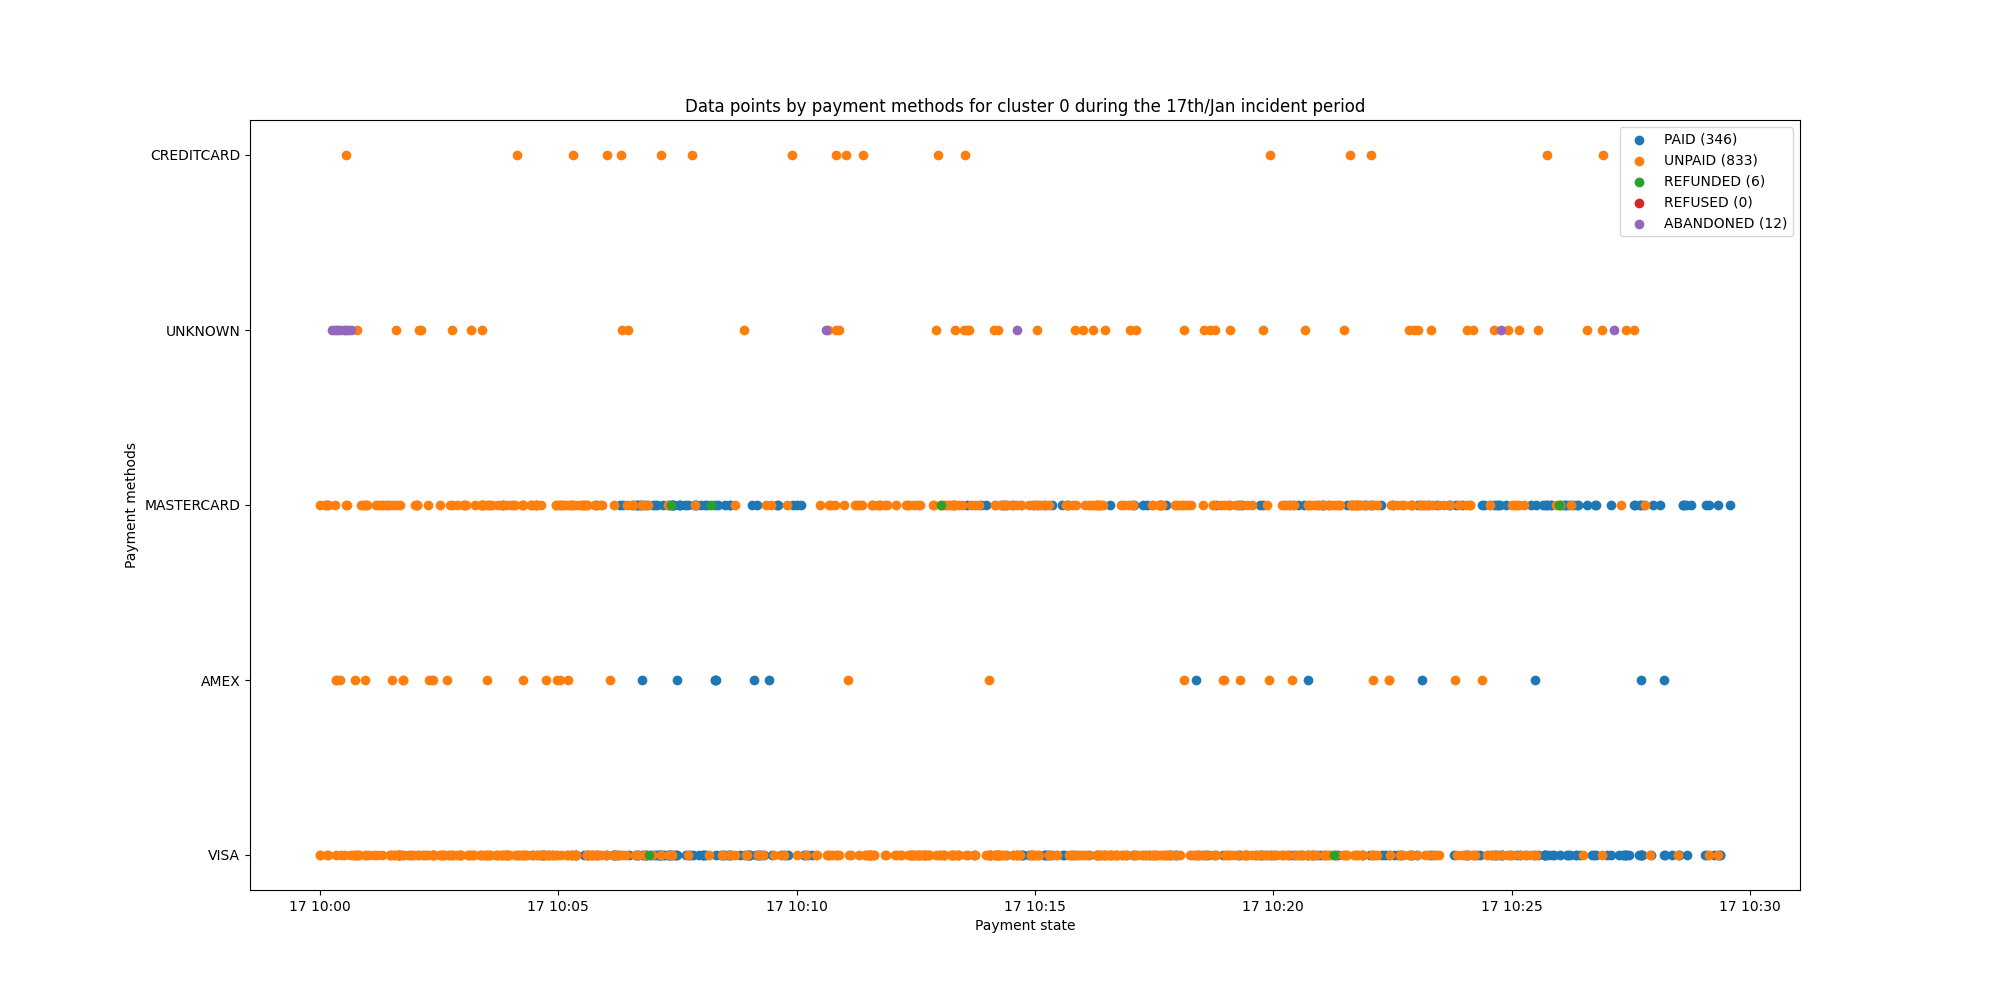 Data points by payment methods for cluster 0 during the 17th/Jan incident period
PAID (346)
UNPAID (833)
REFUNDED (6)
REFUSED (0)
ABANDONED (12)
Payment methods
CREDITCARD
UNKNOWN
MASTERCARD
AMEX
VISA
17 10:00 17 10:05 17 10:10 17 10:15 17 10:20 17 10:25 17 10:30
Payment state